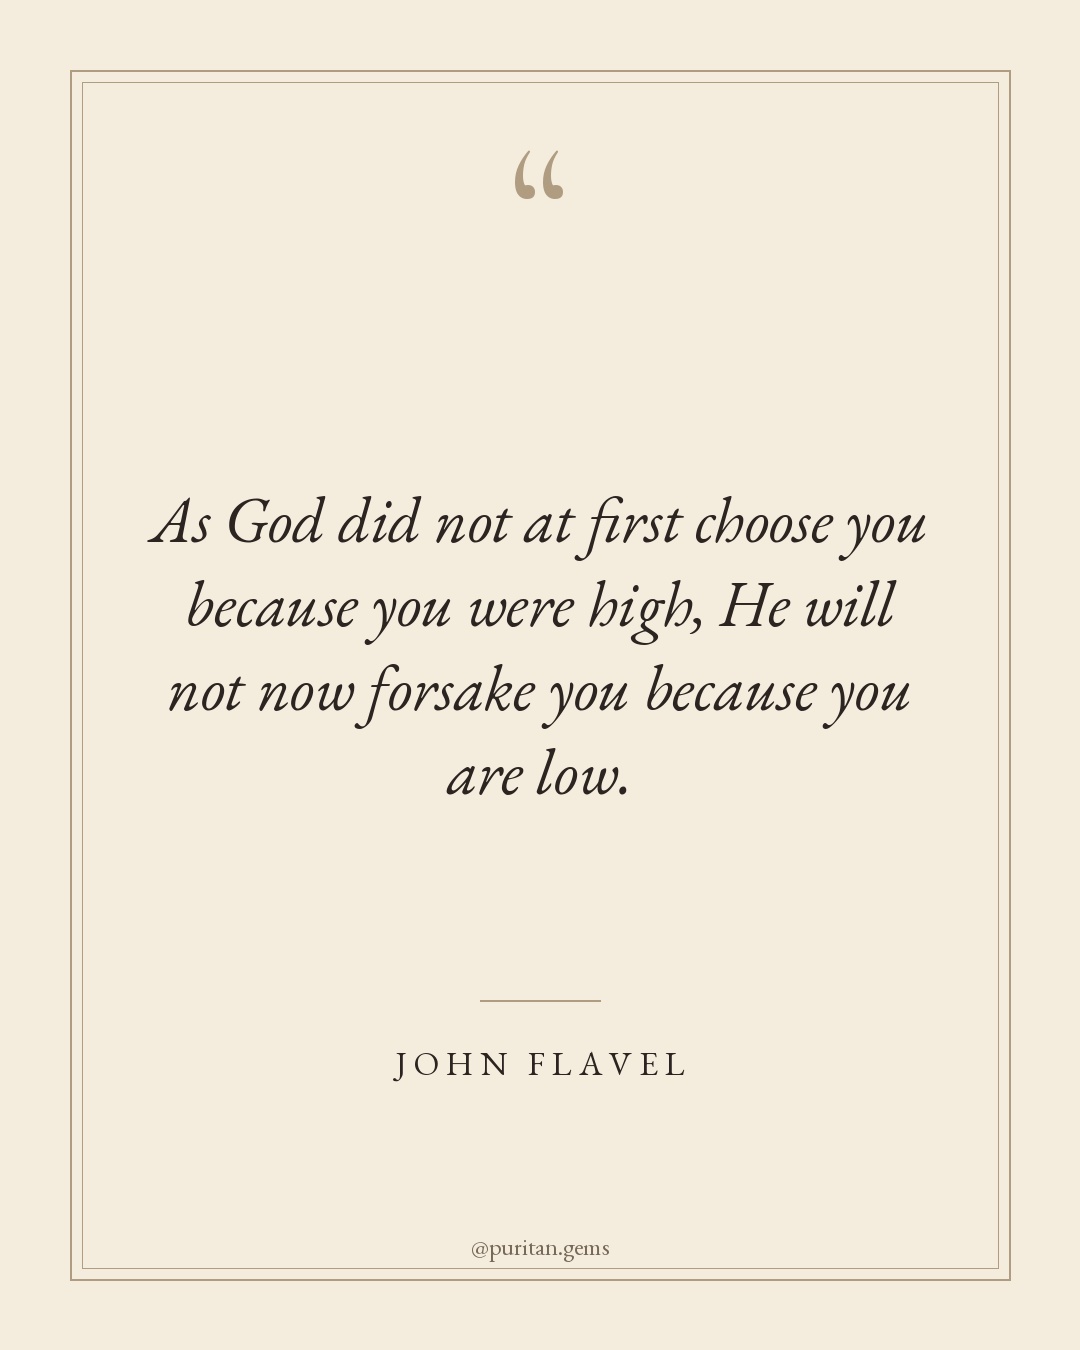 “
As God did not at first choose you
because you were high, He will
not now forsake you because you
are low.
JOHN FLAVEL
@puritan.gems